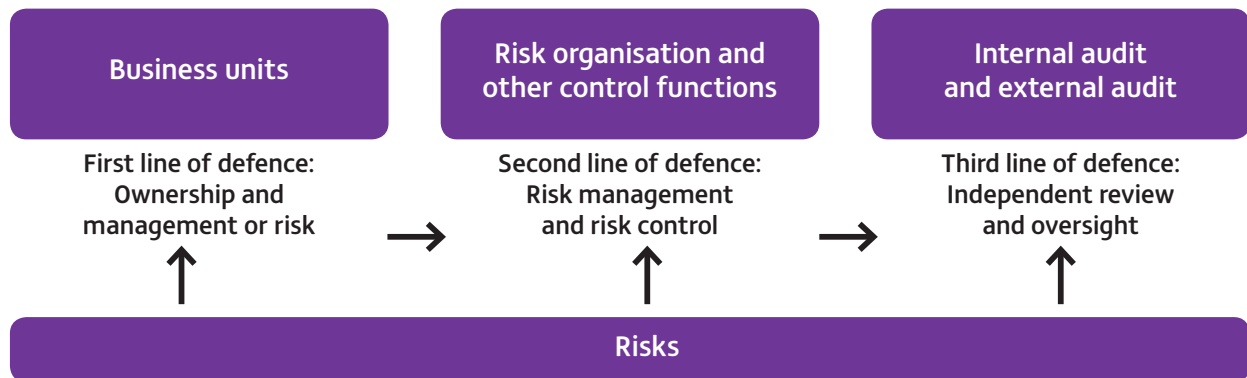 Business units
Risk organisation and
other control functions
Internal audit
and external audit
First line of defence:
Ownership and
management or risk
Second line of defence:
Risk management
and risk control
Third line of defence:
Independent review
and oversight
Risks